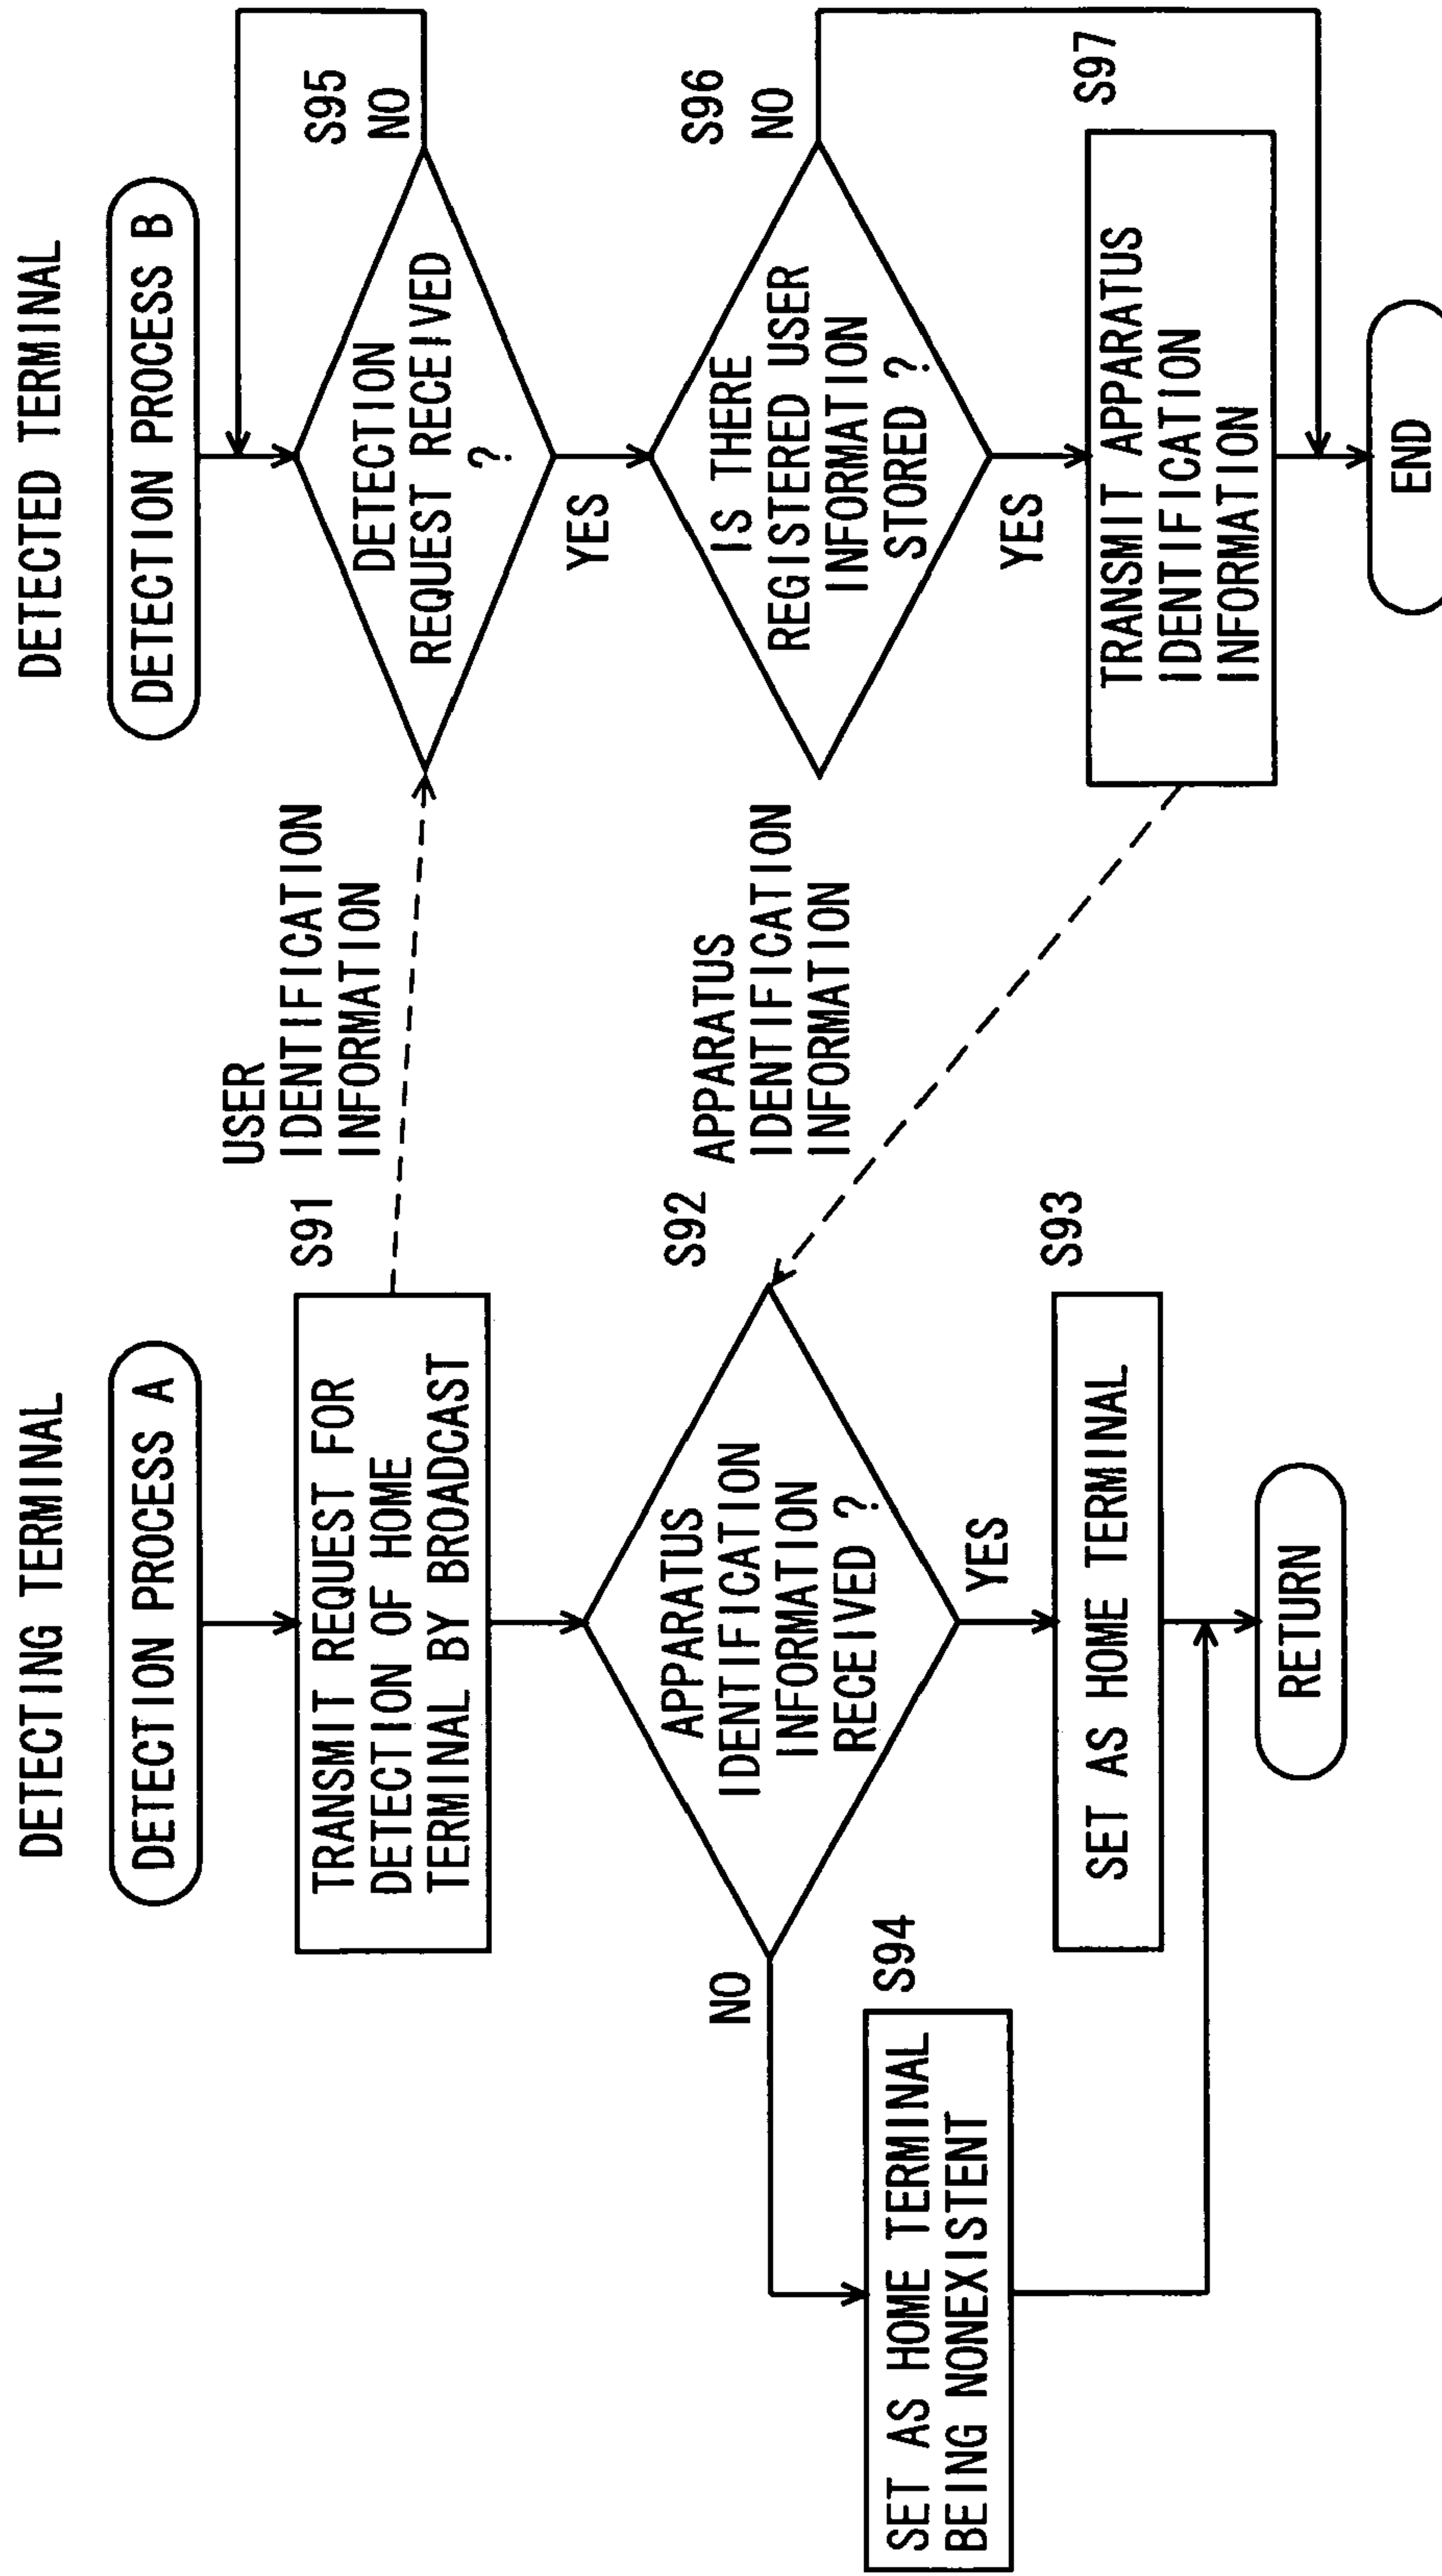 DETECTING TERMINAL
DETECTION PROCESS A
S91
TRANSMIT REQUEST FOR
DETECTION OF HOME
TERMINAL BY BROADCAST
S92
APPARATUS
IDENTIFICATION
INFORMATION
RECEIVED ?
NO
YES
S94
SET AS HOME TERMINAL
BEING NONEXISTENT
S93
SET AS HOME TERMINAL
RETURN
USER
IDENTIFICATION
INFORMATION
APPARATUS
IDENTIFICATION
INFORMATION
DETECTED TERMINAL
DETECTION PROCESS B
S95
NO
DETECTION
REQUEST RECEIVED
?
YES
S96
NO
IS THERE
REGISTERED USER
INFORMATION
STORED ?
YES
S97
TRANSMIT APPARATUS
IDENTIFICATION
INFORMATION
END